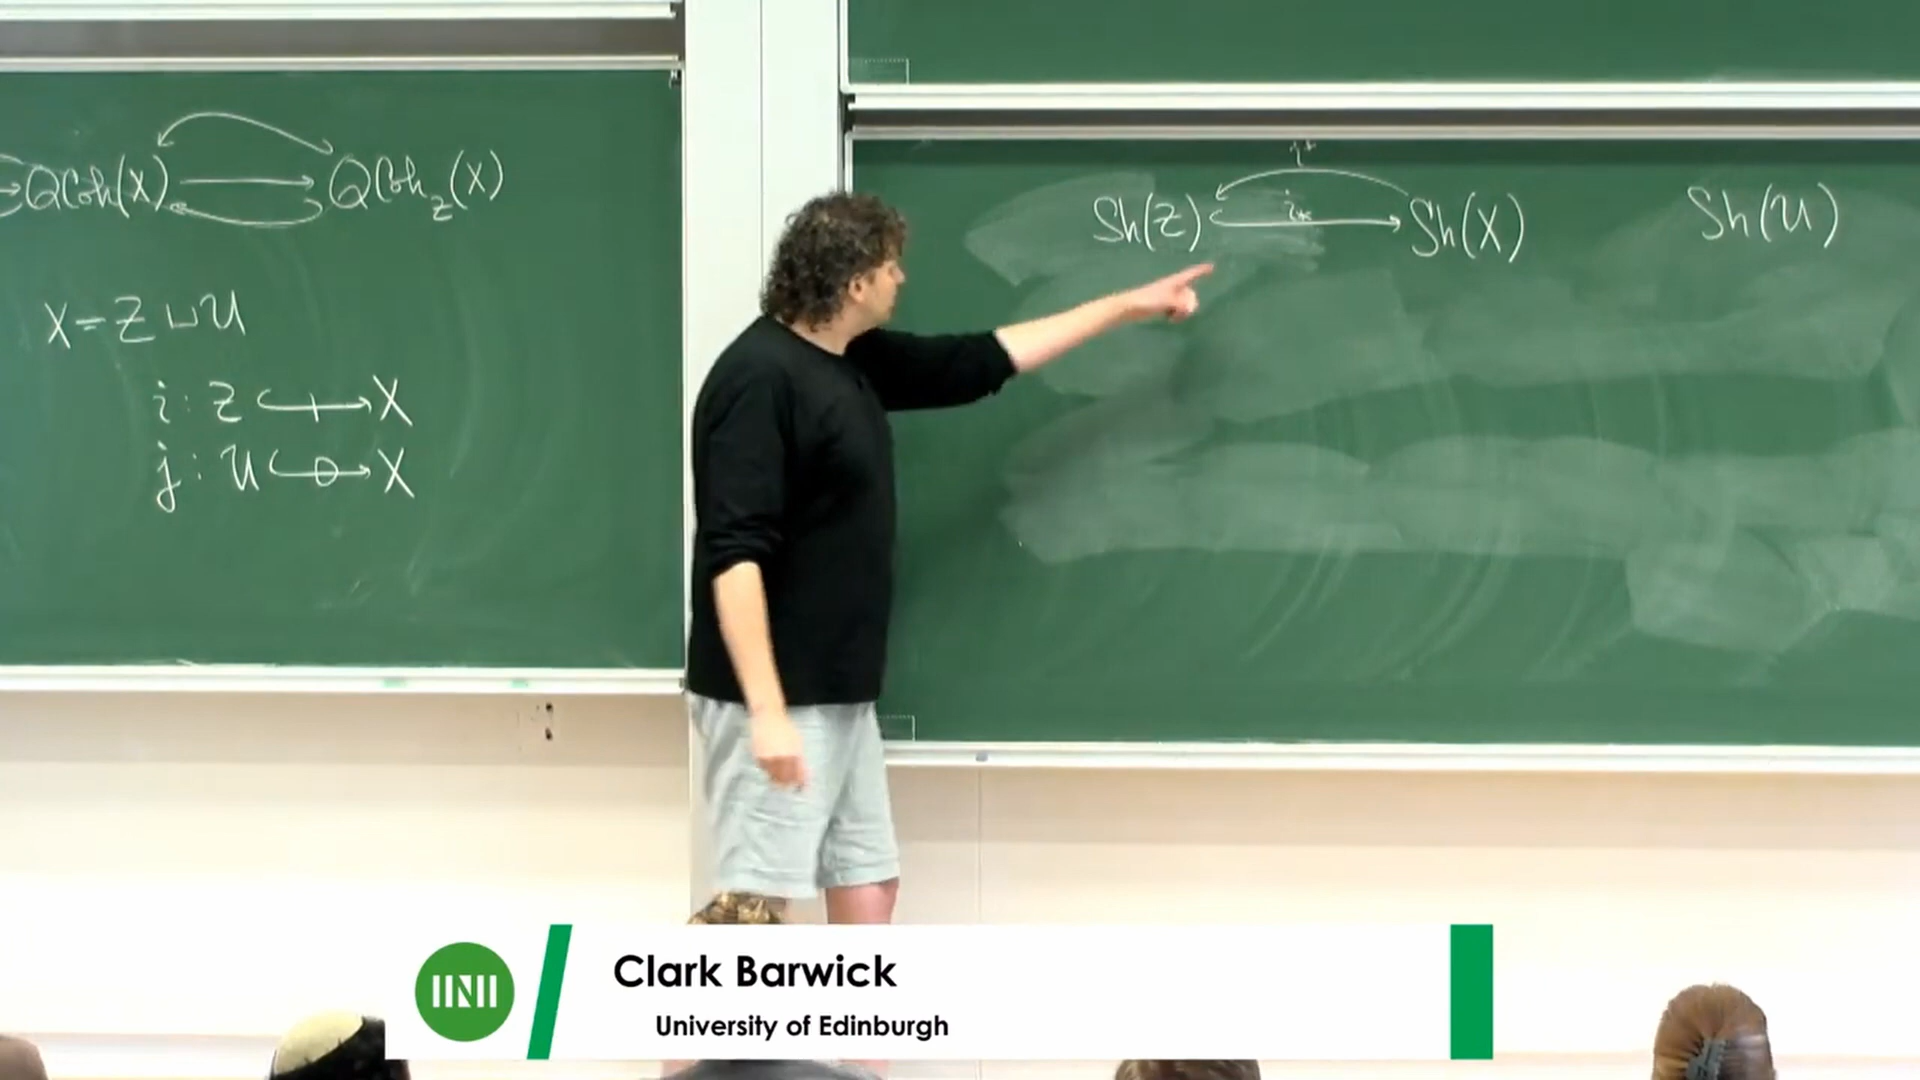 QCoh(X) → QCoh_Z(X)
X = Z ⊔ U
i : Z ↪ X
j : U ↪ X
i*
Sh(Z) i_* Sh(X) Sh(U)
Clark Barwick
University of Edinburgh